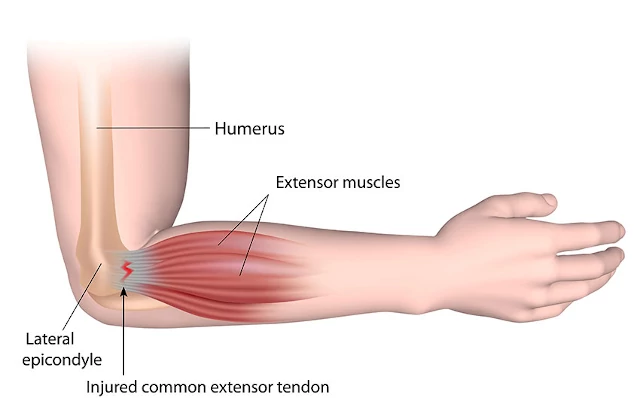 Humerus
Extensor muscles
Lateral
epicondyle
Injured common extensor tendon